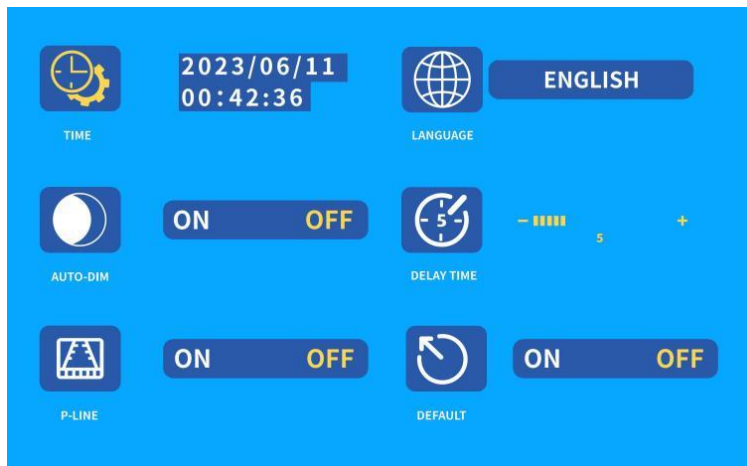 2023/06/11
00:42:36
TIME
ENGLISH
LANGUAGE
ON OFF
AUTO-DIM
- 5 -
- +
5
DELAY TIME
ON OFF
P-LINE
ON OFF
DEFAULT